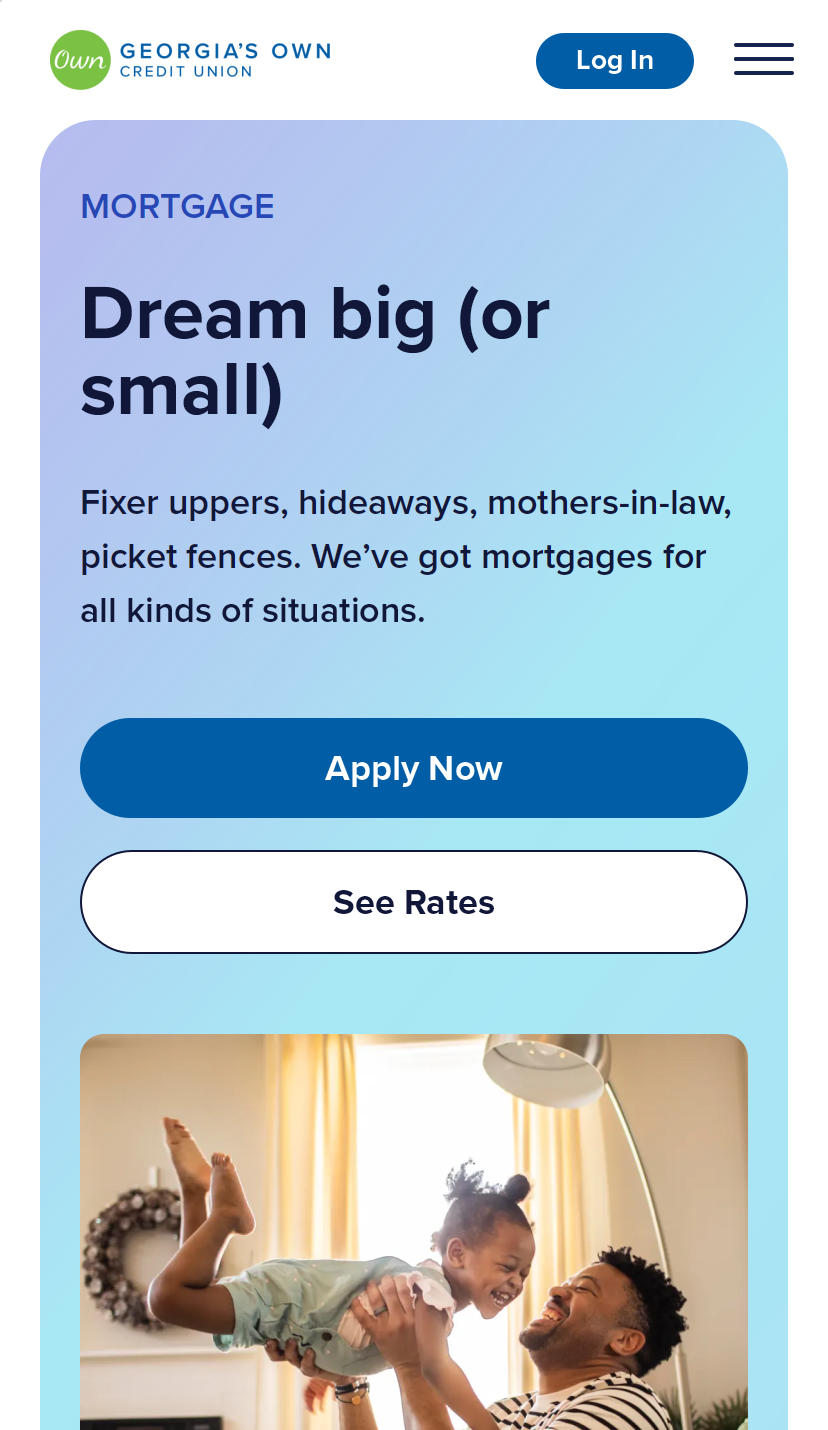 Own
GEORGIA'S OWN
CREDIT UNION
Log In
MORTGAGE
Dream big (or
small)
Fixer uppers, hideaways, mothers-in-law,
picket fences. We’ve got mortgages for
all kinds of situations.
Apply Now
See Rates